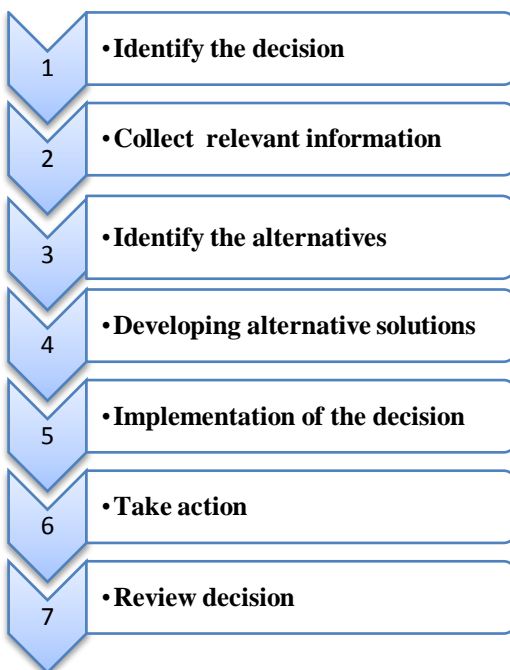 1
•Identify the decision
2
•Collect relevant information
3
•Identify the alternatives
4
•Developing alternative solutions
5
•Implementation of the decision
6
•Take action
7
•Review decision